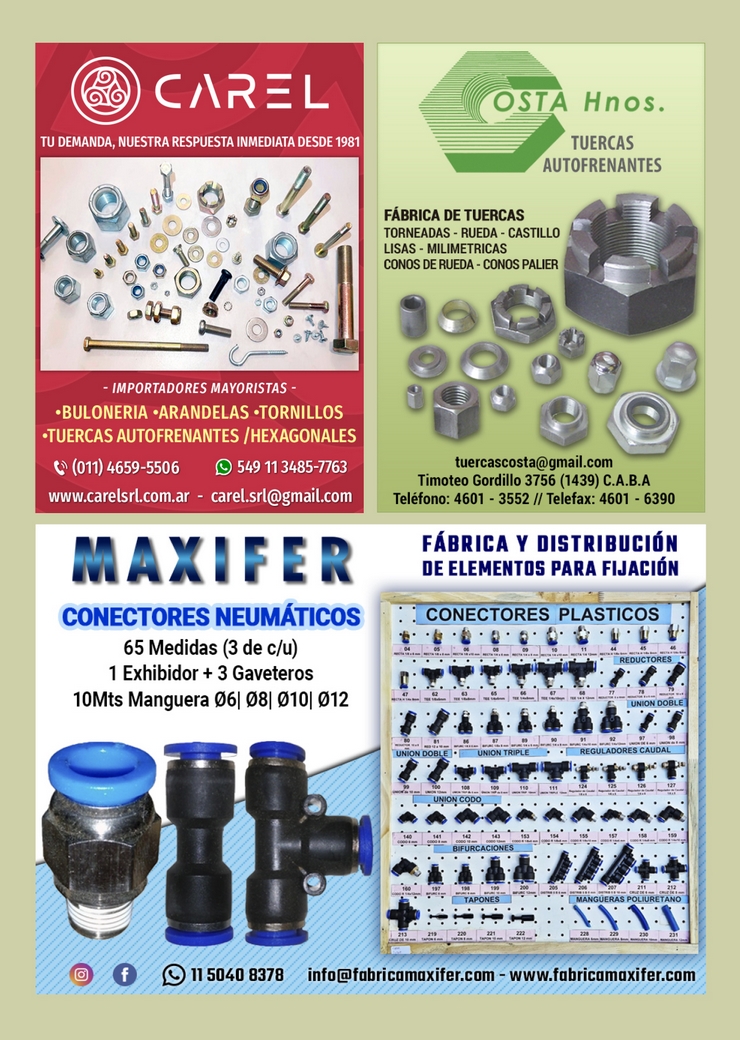 CAREL
TU DEMANDA, NUESTRA RESPUESTA INMEDIATA DESDE 1981
- IMPORTADORES MAYORISTAS -
•BULONERIA •ARANDELAS •TORNILLOS
•TUERCAS AUTOFRENANTES /HEXAGONALES
(011) 4659-5506
549 11 3485-7763
www.carelsrl.com.ar - carel.srl@gmail.com
COSTA Hnos.
TUERCAS
AUTOFRENANTES
FÁBRICA DE TUERCAS
TORNEADAS - RUEDA - CASTILLO
LISAS - MILIMETRICAS
CONOS DE RUEDA - CONOS PALIER
tuercascosta@gmail.com
Timoteo Gordillo 3756 (1439) C.A.B.A
Teléfono: 4601 - 3552 // Telefax: 4601 - 6390
MAXIFER
CONECTORES NEUMÁTICOS
65 Medidas (3 de c/u)
1 Exhibidor + 3 Gaveteros
10Mts Manguera Ø6| Ø8| Ø10| Ø12
FÁBRICA Y DISTRIBUCIÓN
DE ELEMENTOS PARA FIJACIÓN
CONECTORES PLASTICOS
REDUCTORES
UNION DOBLE
UNION DOBLE
UNION TRIPLE
REGULADORES CAUDAL
UNION CODO
BIFURCACIONES
TAPONES
MANGUERAS POLIURETANO
11 5040 8378
info@fabricamaxifer.com - www.fabricamaxifer.com